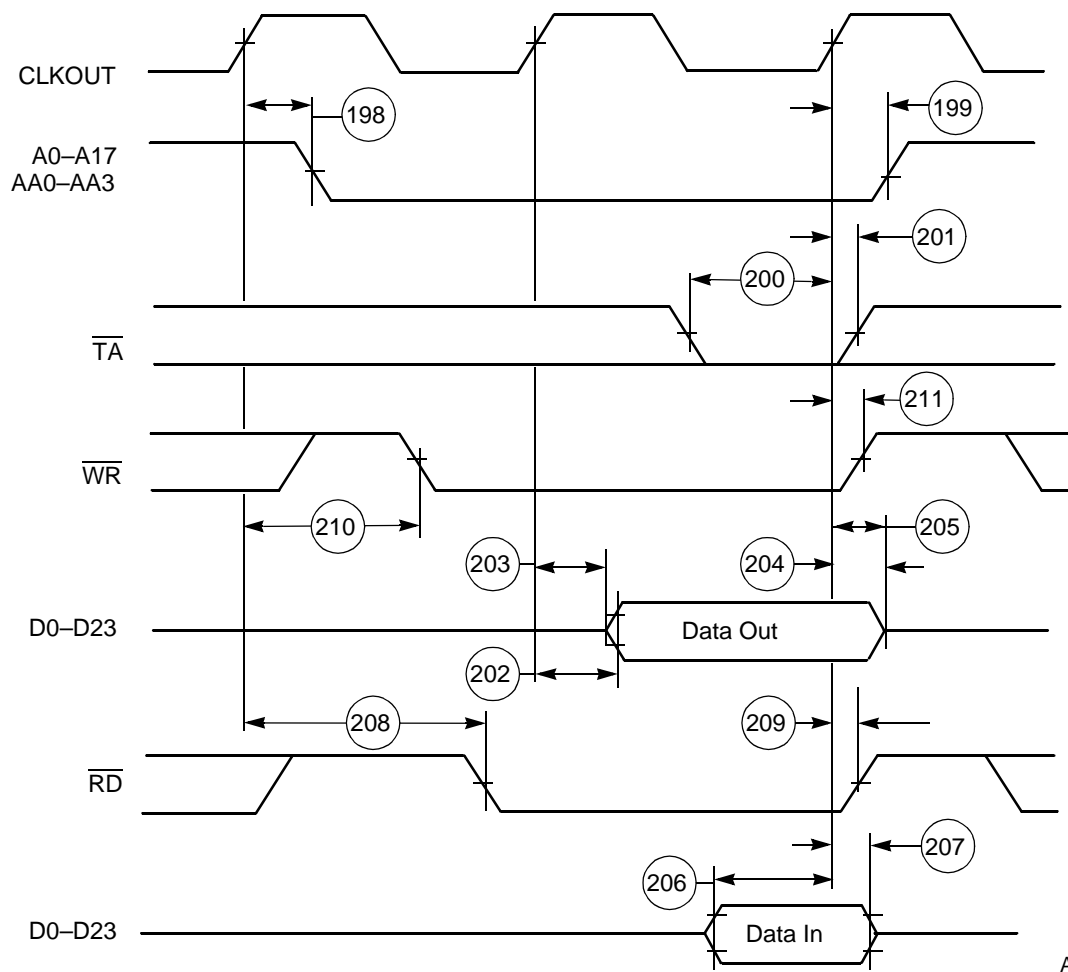 CLKOUT
198
199
A0–A17
AA0–AA3
201
200
TA
211
WR
210
203
204
205
D0–D23
Data Out
202
208
209
RD
207
206
D0–D23
Data In
A